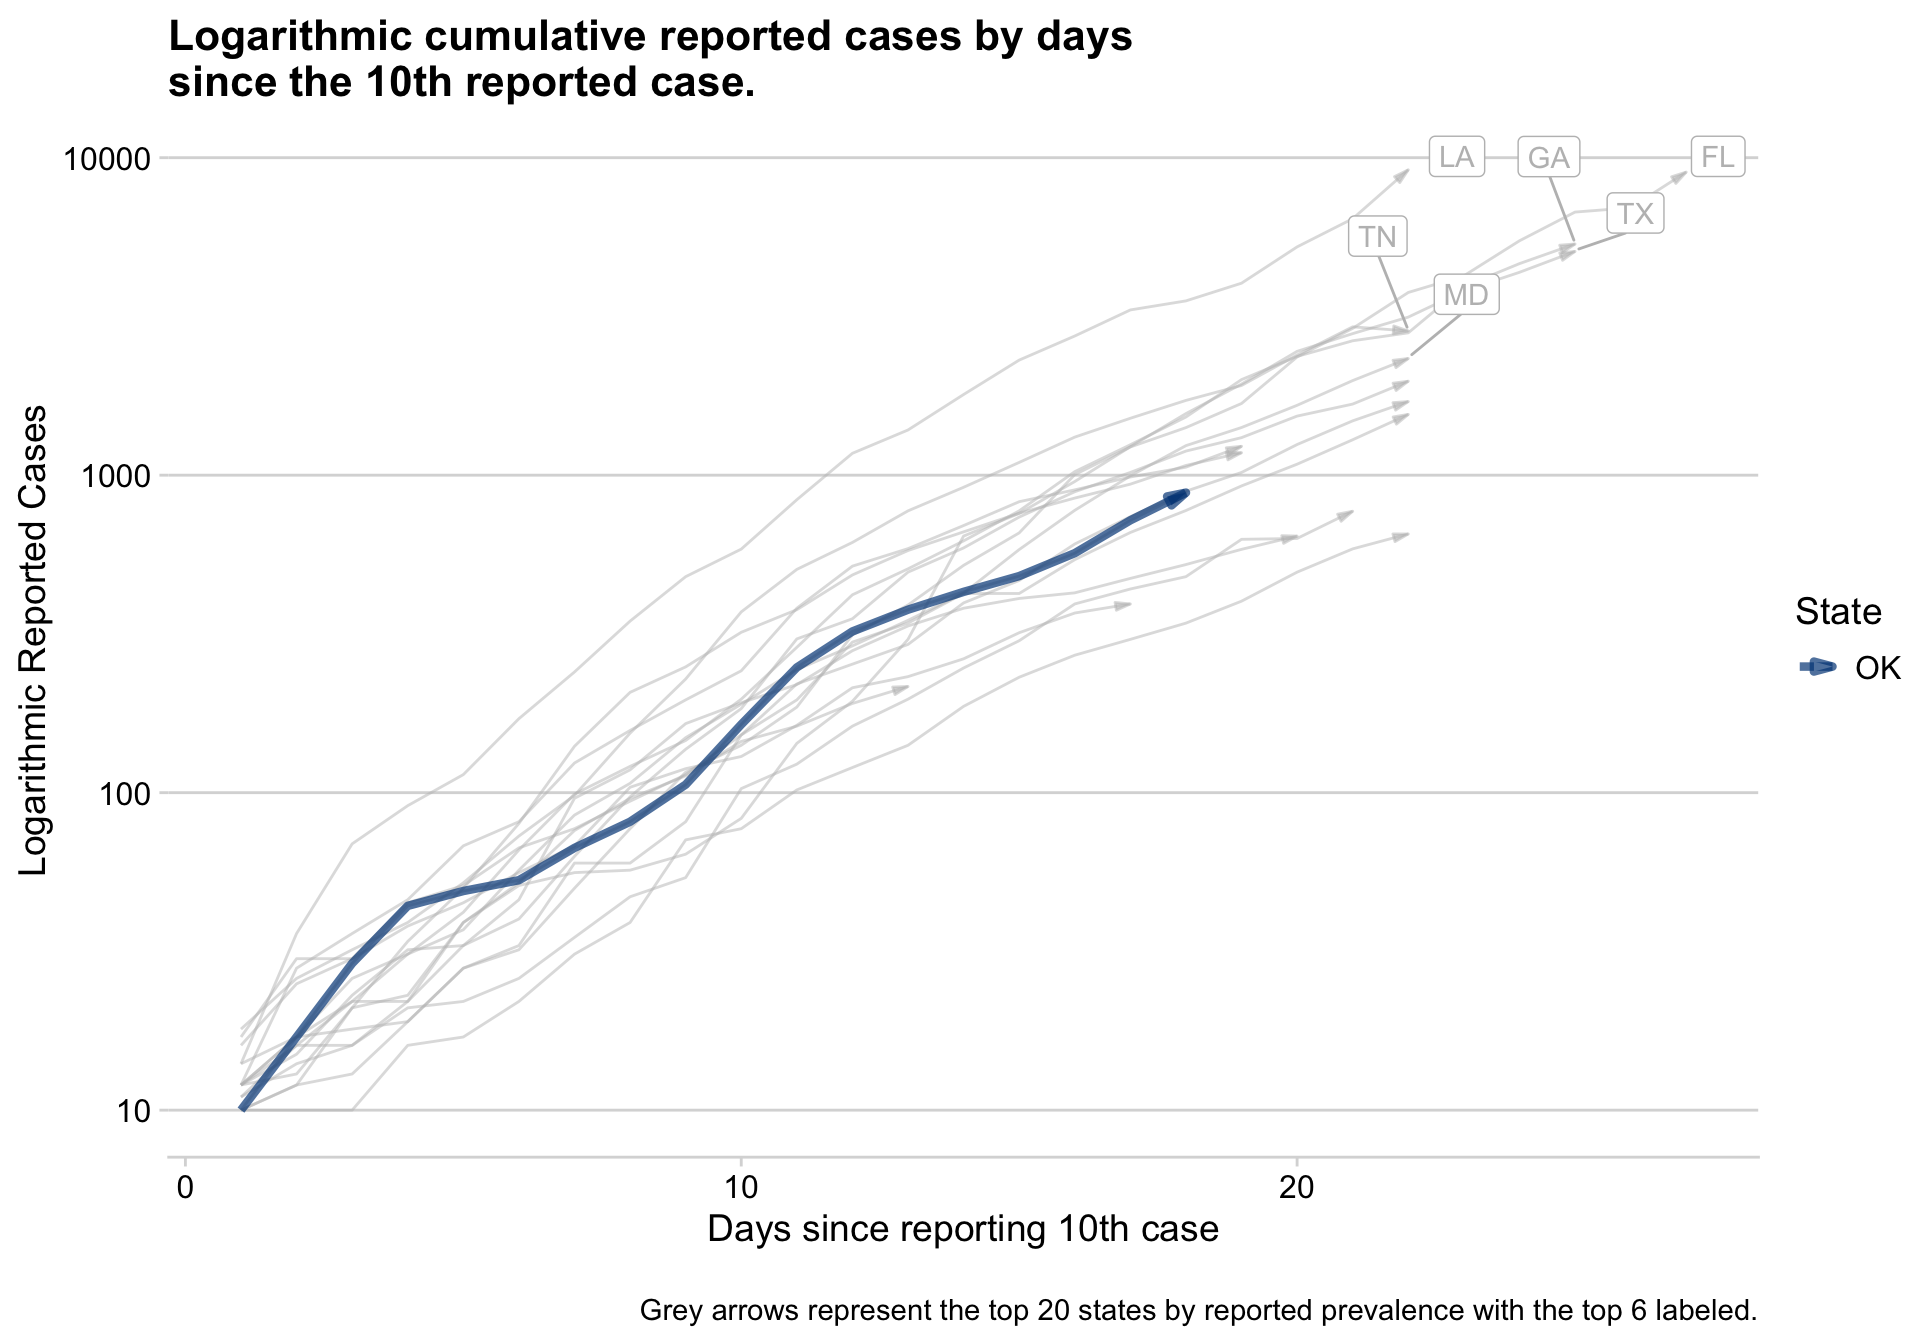 Logarithmic cumulative reported cases by days
since the 10th reported case.
10000
1000
100
10
Logarithmic Reported Cases
LA
GA
FL
TX
TN
MD
State
OK
0
10
20
Days since reporting 10th case
Grey arrows represent the top 20 states by reported prevalence with the top 6 labeled.